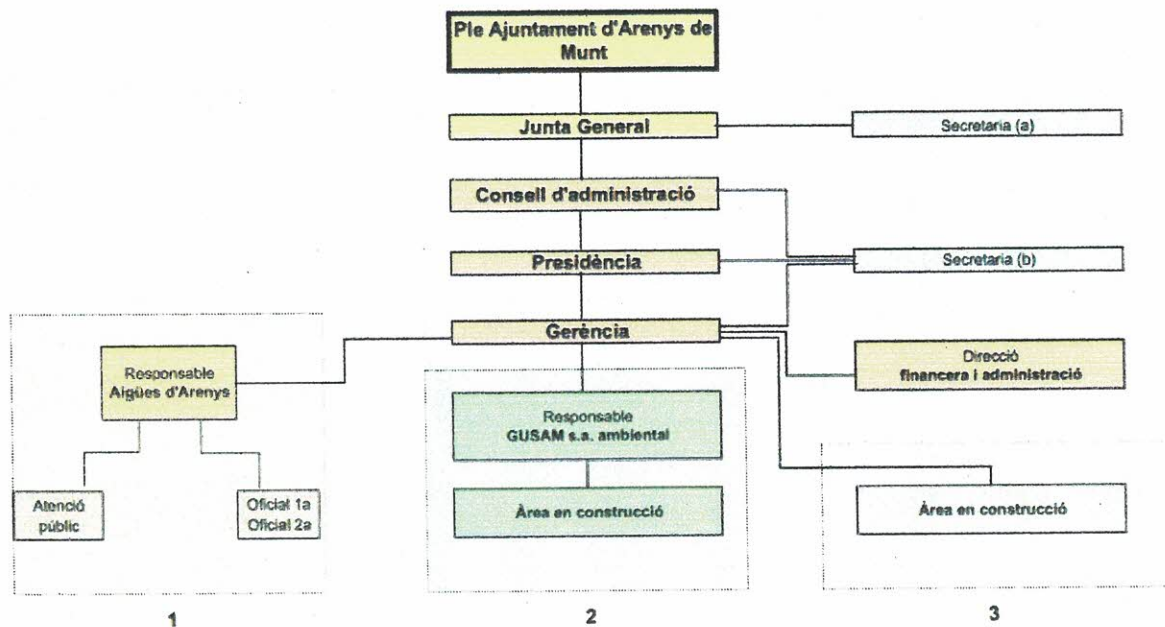 Ple Ajuntament d'Arenys de
Munt
Junta General
Secretaria (a)
Consell d'administració
Presidència
Secretaria (b)
Gerència
Responsable
Aigües d'Arenys
Direcció
financera i administració
Responsable
GUSAM s.a. ambiental
Atenció
públic
Oficial 1a
Oficial 2a
Àrea en construcció
Àrea en construcció
1
2
3